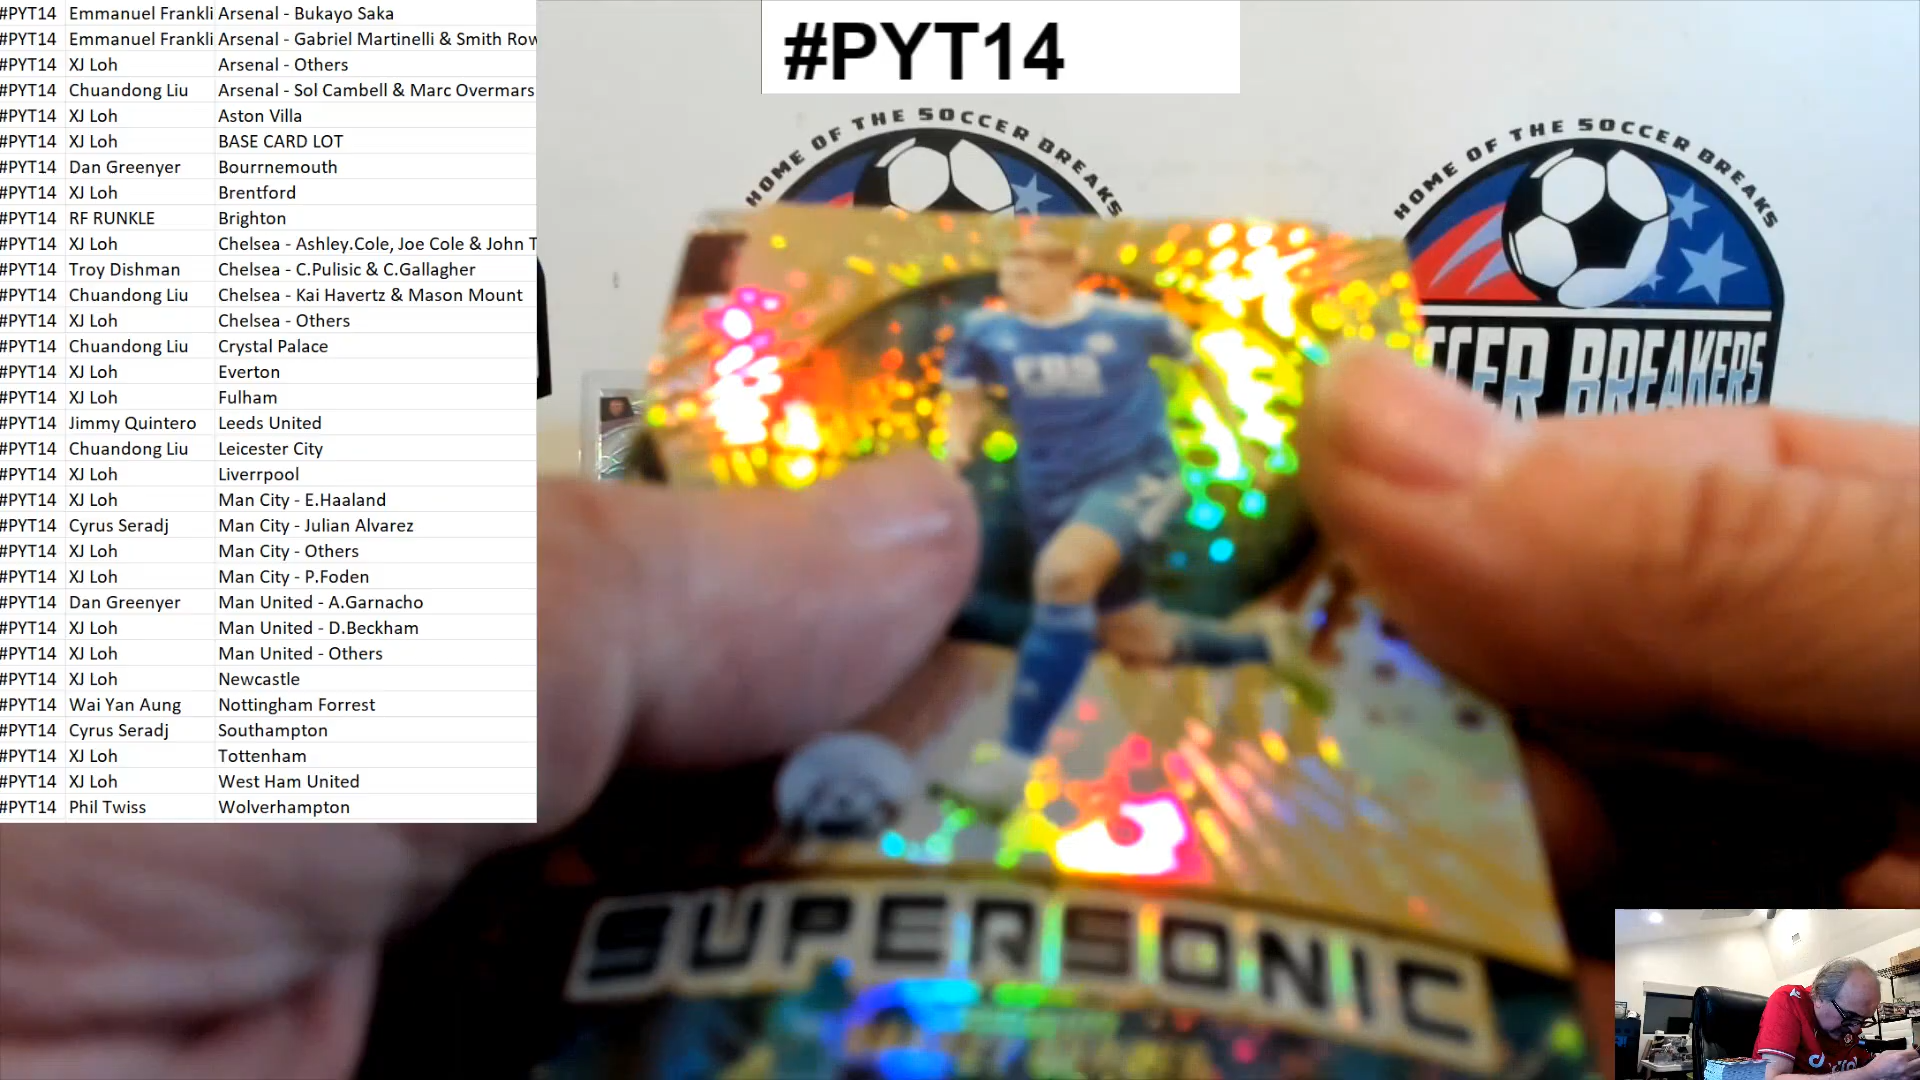 #PYT14 Emmanuel Frankli Arsenal - Bukayo Saka
#PYT14 Emmanuel Frankli Arsenal - Gabriel Martinelli & Smith Row
#PYT14 XJ Loh Arsenal - Others
#PYT14 Chuandong Liu Arsenal - Sol Cambell & Marc Overmars
#PYT14 XJ Loh Aston Villa
#PYT14 XJ Loh BASE CARD LOT
#PYT14 Dan Greenyer Bourrnemouth
#PYT14 XJ Loh Brentford
#PYT14 RF RUNKLE Brighton
#PYT14 XJ Loh Chelsea - Ashley.Cole, Joe Cole & John T
#PYT14 Troy Dishman Chelsea - C.Pulisic & C.Gallagher
#PYT14 Chuandong Liu Chelsea - Kai Havertz & Mason Mount
#PYT14 XJ Loh Chelsea - Others
#PYT14 Chuandong Liu Crystal Palace
#PYT14 XJ Loh Everton
#PYT14 XJ Loh Fulham
#PYT14 Jimmy Quintero Leeds United
#PYT14 Chuandong Liu Leicester City
#PYT14 XJ Loh Liverrpool
#PYT14 XJ Loh Man City - E.Haaland
#PYT14 Cyrus Seradj Man City - Julian Alvarez
#PYT14 XJ Loh Man City - Others
#PYT14 XJ Loh Man City - P.Foden
#PYT14 Dan Greenyer Man United - A.Garnacho
#PYT14 XJ Loh Man United - D.Beckham
#PYT14 XJ Loh Man United - Others
#PYT14 XJ Loh Newcastle
#PYT14 Wai Yan Aung Nottingham Forrest
#PYT14 Cyrus Seradj Southampton
#PYT14 XJ Loh Tottenham
#PYT14 XJ Loh West Ham United
#PYT14 Phil Twiss Wolverhampton
#PYT14
HOME OF THE SOCCER BREAKS
HOME OF THE SOCCER BREAKS
CCER BREAKERS
FBS
SUPERSONIC